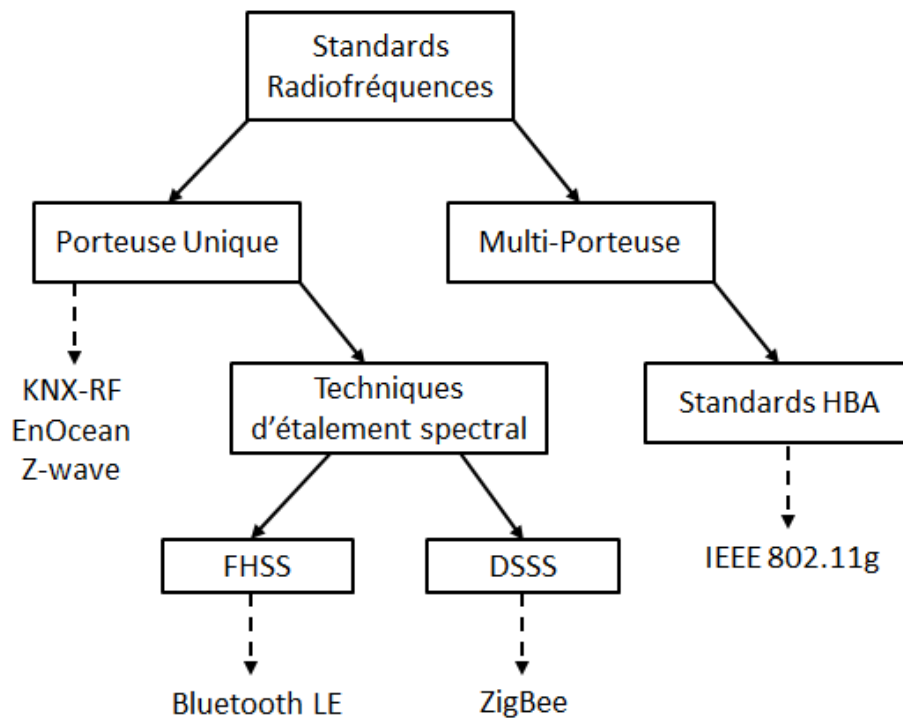 Standards
Radiofréquences
Porteuse Unique
Multi-Porteuse
KNX-RF
EnOcean
Z-wave
Techniques
d'étalement spectral
Standards HBA
FHSS
DSSS
IEEE 802.11g
Bluetooth LE
ZigBee